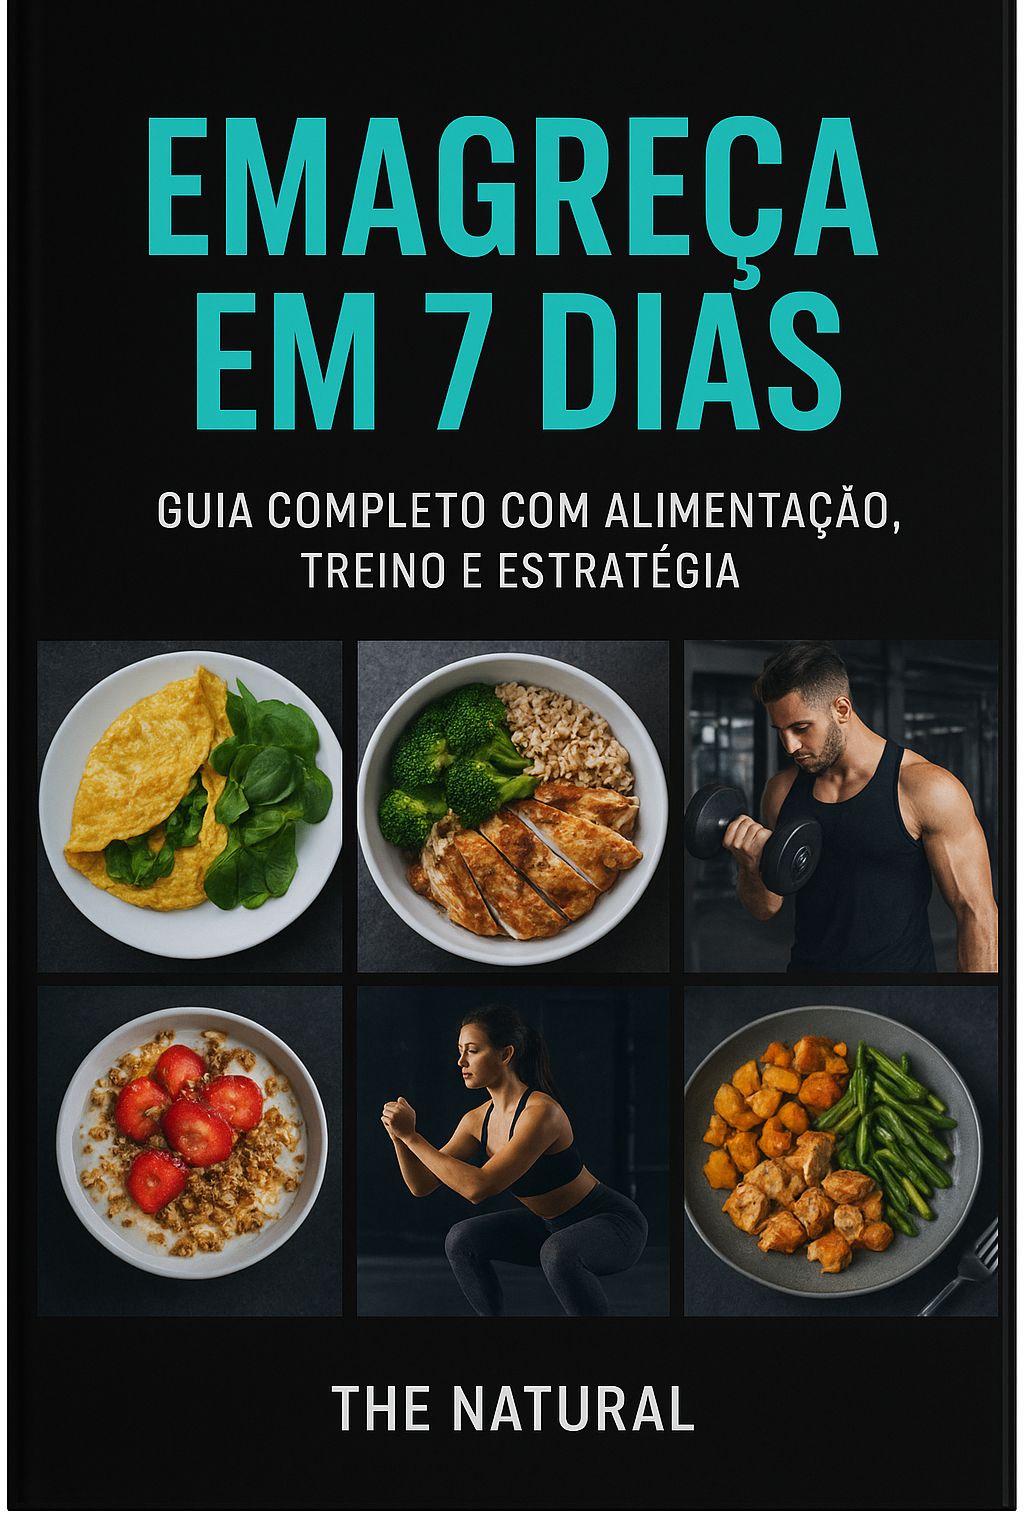 EMAGREÇA
EM 7 DIAS
GUIA COMPLETO COM ALIMENTAÇÃO,
TREINO E ESTRATÉGIA
THE NATURAL